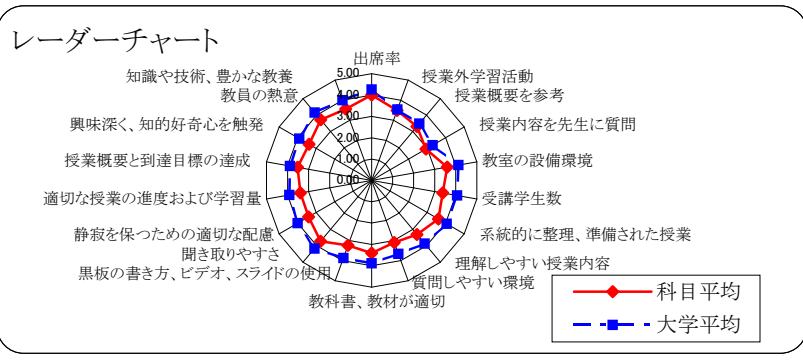 レーダーチャート
出席率
5.00
4.00
3.00
2.00
1.00
0.00
授業外学習活動
授業概要を参考
授業内容を先生に質問
教室の設備環境
受講学生数
系統的に整理、準備された授業
理解しやすい授業内容
質問しやすい環境
教科書、教材が適切
黒板の書き方、ビデオ、スライドの使用
聞き取りやすさ
静寂を保つための適切な配慮
適切な授業の進度および学習量
授業概要と到達目標の達成
興味深く、知的好奇心を触発
教員の熱意
知識や技術、豊かな教養
科目平均
大学平均